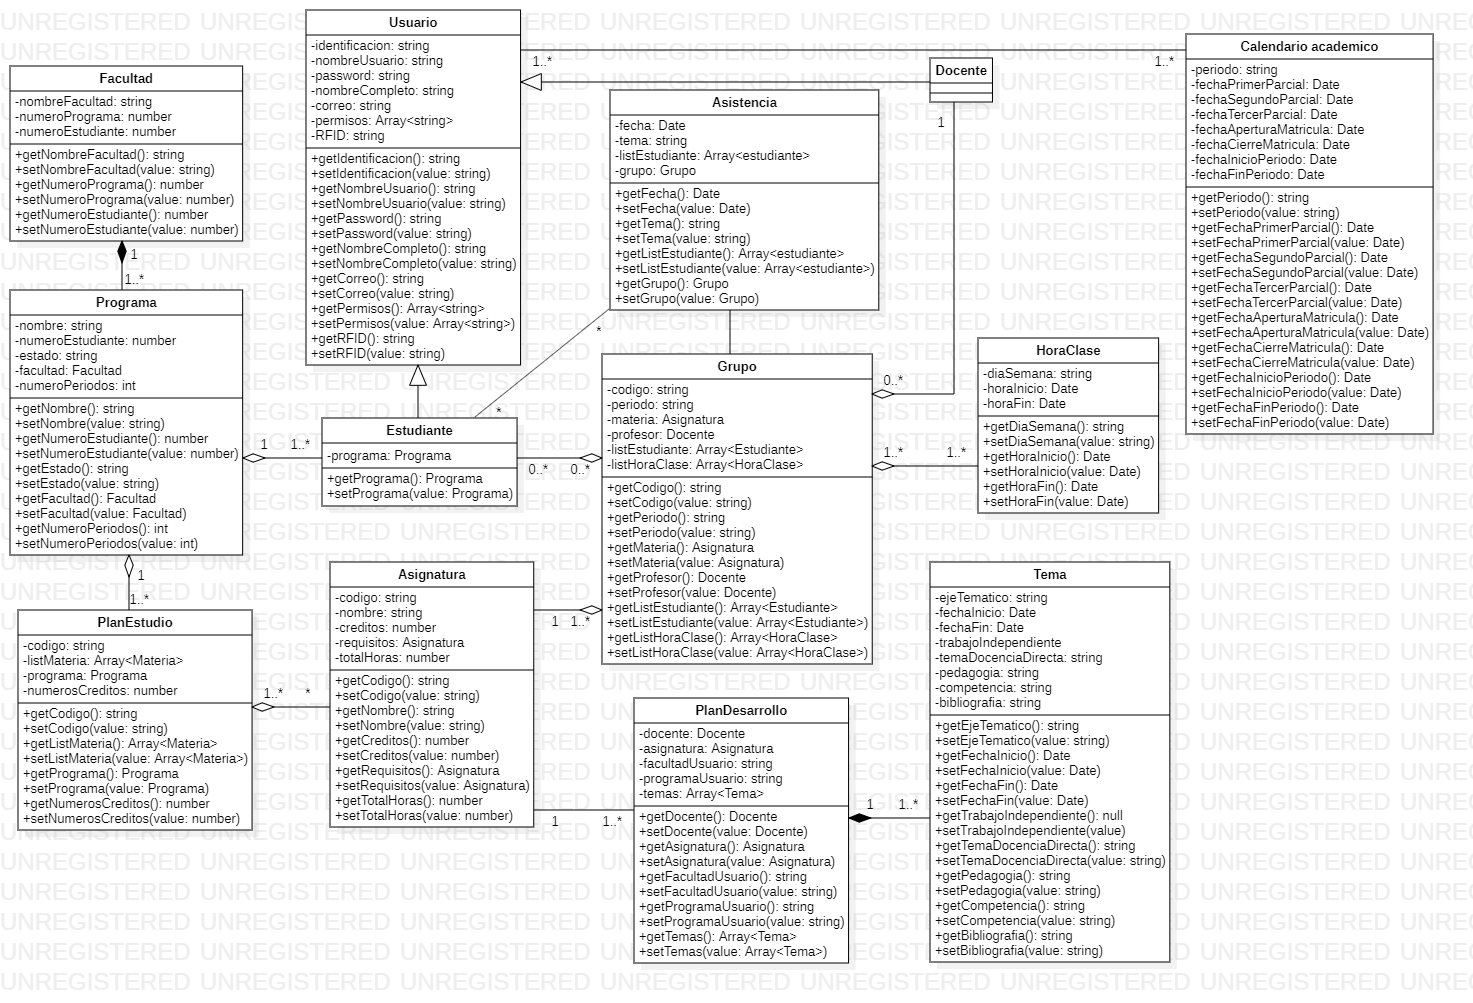 Usuario
-identificacion: string
-nombreUsuario: string
-password: string
-nombreCompleto: string
-correo: string
-permisos: Array<string>
-RFID: string
+getIdentificacion(): string
+setIdentificacion(value: string)
+getNombreUsuario(): string
+setNombreUsuario(value: string)
+getPassword(): string
+setPassword(value: string)
+getNombreCompleto(): string
+setNombreCompleto(value: string)
+getCorreo(): string
+setCorreo(value: string)
+getPermisos(): Array<string>
+setPermisos(value: Array<string>)
+getRFID(): string
+setRFID(value: string)
1..*
1..*
Calendario academico
-periodo: string
-fechaPrimerParcial: Date
-fechaSegundoParcial: Date
-fechaTercerParcial: Date
-fechaAperturaMatricula: Date
-fechaCierreMatricula: Date
-fechaInicioPeriodo: Date
-fechaFinPeriodo: Date
+getPeriodo(): string
+setPeriodo(value: string)
+getFechaPrimerParcial(): Date
+setFechaPrimerParcial(value: Date)
+getFechaSegundoParcial(): Date
+setFechaSegundoParcial(value: Date)
+getFechaTercerParcial(): Date
+setFechaTercerParcial(value: Date)
+getFechaAperturaMatricula(): Date
+setFechaAperturaMatricula(value: Date)
+getFechaCierreMatricula(): Date
+setFechaCierreMatricula(value: Date)
+getFechaInicioPeriodo(): Date
+setFechaInicioPeriodo(value: Date)
+getFechaFinPeriodo(): Date
+setFechaFinPeriodo(value: Date)
Docente
1
Facultad
-nombreFacultad: string
-numeroPrograma: number
-numeroEstudiante: number
+getNombreFacultad(): string
+setNombreFacultad(value: string)
+getNumeroPrograma(): number
+setNumeroPrograma(value: number)
+getNumeroEstudiante(): number
+setNumeroEstudiante(value: number)
1
1..*
Asistencia
-fecha: Date
-tema: string
-listEstudiante: Array<estudiante>
-grupo: Grupo
+getFecha(): Date
+setFecha(value: Date)
+getTema(): string
+setTema(value: string)
+getListEstudiante(): Array<estudiante>
+setListEstudiante(value: Array<estudiante>)
+getGrupo(): Grupo
+setGrupo(value: Grupo)
*
*
Programa
-nombre: string
-numeroEstudiante: number
-estado: string
-facultad: Facultad
-numeroPeriodos: int
+getNombre(): string
+setNombre(value: string)
+getNumeroEstudiante(): number
+setNumeroEstudiante(value: number)
+getEstado(): string
+setEstado(value: string)
+getFacultad(): Facultad
+setFacultad(value: Facultad)
+getNumeroPeriodos(): int
+setNumeroPeriodos(value: int)
1
1..*
1
1..*
Estudiante
-programa: Programa
+getPrograma(): Programa
+setPrograma(value: Programa)
0..*
0..*
Grupo
-codigo: string
-periodo: string
-materia: Asignatura
-profesor: Docente
-listEstudiante: Array<Estudiante>
-listHoraClase: Array<HoraClase>
+getCodigo(): string
+setCodigo(value: string)
+getPeriodo(): string
+setPeriodo(value: string)
+getMateria(): Asignatura
+setMateria(value: Asignatura)
+getProfesor(): Docente
+setProfesor(value: Docente)
+getListEstudiante(): Array<Estudiante>
+setListEstudiante(value: Array<Estudiante>)
+getListHoraClase(): Array<HoraClase>
+setListHoraClase(value: Array<HoraClase>)
0..*
1..*
1..*
HoraClase
-diaSemana: string
-horaInicio: Date
-horaFin: Date
+getDiaSemana(): string
+setDiaSemana(value: string)
+getHoraInicio(): Date
+setHoraInicio(value: Date)
+getHoraFin(): Date
+setHoraFin(value: Date)
PlanEstudio
-codigo: string
-listMateria: Array<Materia>
-programa: Programa
-numerosCreditos: number
+getCodigo(): string
+setCodigo(value: string)
+getListMateria(): Array<Materia>
+setListMateria(value: Array<Materia>)
+getPrograma(): Programa
+setPrograma(value: Programa)
+getNumerosCreditos(): number
+setNumerosCreditos(value: number)
1..*
*
Asignatura
-codigo: string
-nombre: string
-creditos: number
-requisitos: Asignatura
-totalHoras: number
+getCodigo(): string
+setCodigo(value: string)
+getNombre(): string
+setNombre(value: string)
+getCreditos(): number
+setCreditos(value: number)
+getRequisitos(): Asignatura
+setRequisitos(value: Asignatura)
+getTotalHoras(): number
+setTotalHoras(value: number)
1
1..*
1
1..*
PlanDesarrollo
-docente: Docente
-asignatura: Asignatura
-facultadUsuario: string
-programaUsuario: string
-temas: Array<Tema>
+getDocente(): Docente
+setDocente(value: Docente)
+getAsignatura(): Asignatura
+setAsignatura(value: Asignatura)
+getFacultadUsuario(): string
+setFacultadUsuario(value: string)
+getProgramaUsuario(): string
+setProgramaUsuario(value: string)
+getTemas(): Array<Tema>
+setTemas(value: Array<Tema>)
1
1..*
Tema
-ejeTematico: string
-fechaInicio: Date
-fechaFin: Date
-trabajoIndependiente
-temaDocenciaDirecta: string
-pedagogia: string
-competencia: string
-bibliografia: string
+getEjeTematico(): string
+setEjeTematico(value: string)
+getFechaInicio(): Date
+setFechaInicio(value: Date)
+getFechaFin(): Date
+setFechaFin(value: Date)
+getTrabajoIndependiente(): null
+setTrabajoIndependiente(value)
+getTemaDocenciaDirecta(): string
+setTemaDocenciaDirecta(value: string)
+getPedagogia(): string
+setPedagogia(value: string)
+getCompetencia(): string
+setCompetencia(value: string)
+getBibliografia(): string
+setBibliografia(value: string)
UNREGISTERED